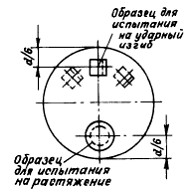 Образец для
испытания
на ударный
изгиб
d/6
d/6
Образец
для испытания
на растяжение